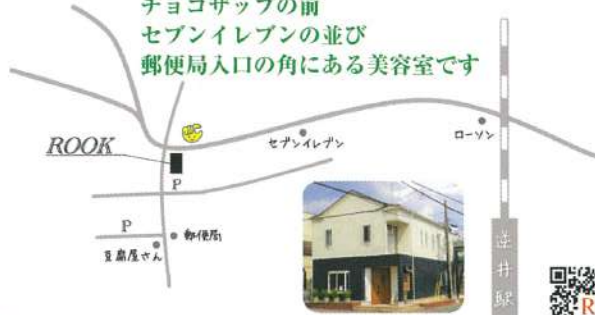 チョコザップの前
セブンイレブンの並び
郵便局入口の角にある美容室です
ROOK
セブンイレブン
ローソン
P
P
郵便局
豆腐屋さん
逆井駅
R